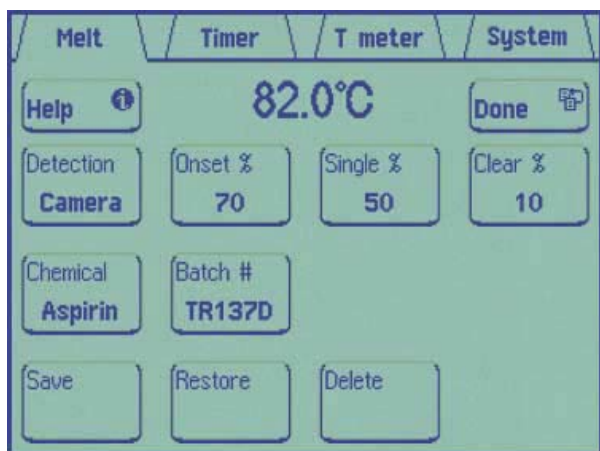 Melt Timer T meter System
Help 82.0°C Done
Detection Onset % Single % Clear %
Camera 70 50 10
Chemical Batch #
Aspirin TR137D
Save Restore Delete